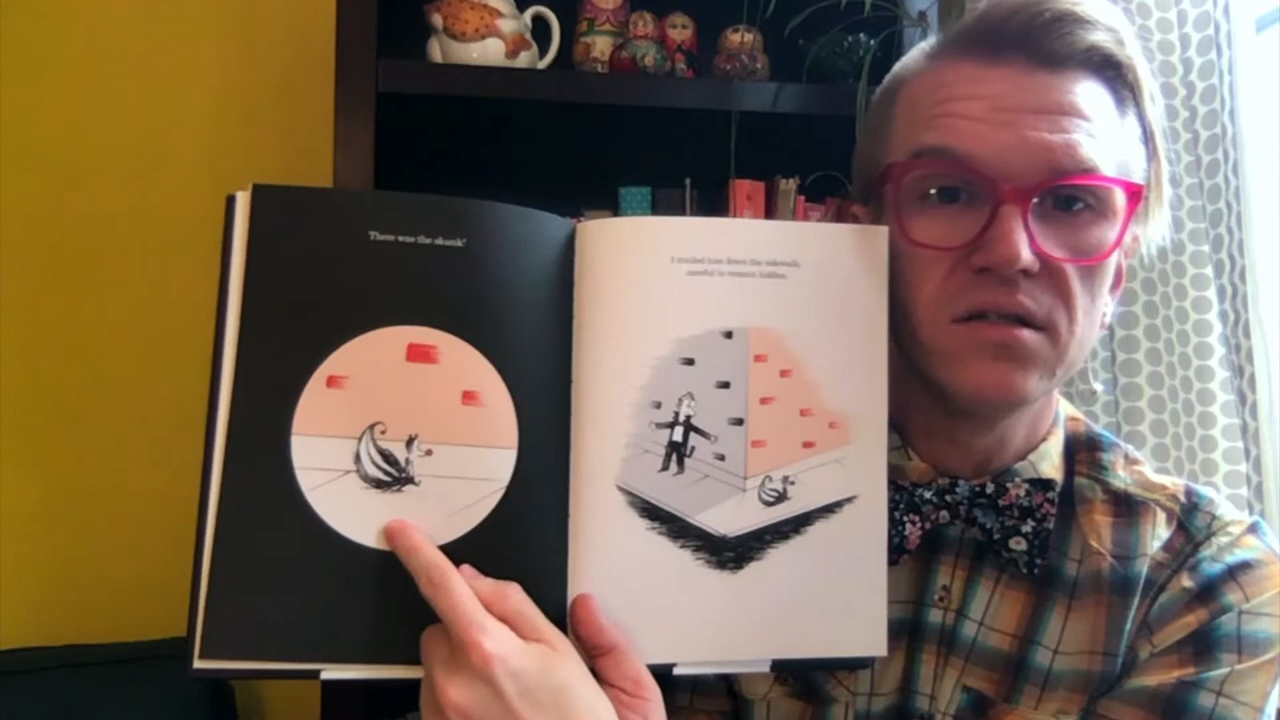 There was the skunk!
I trailed him down the sidewalk,
careful to remain hidden.